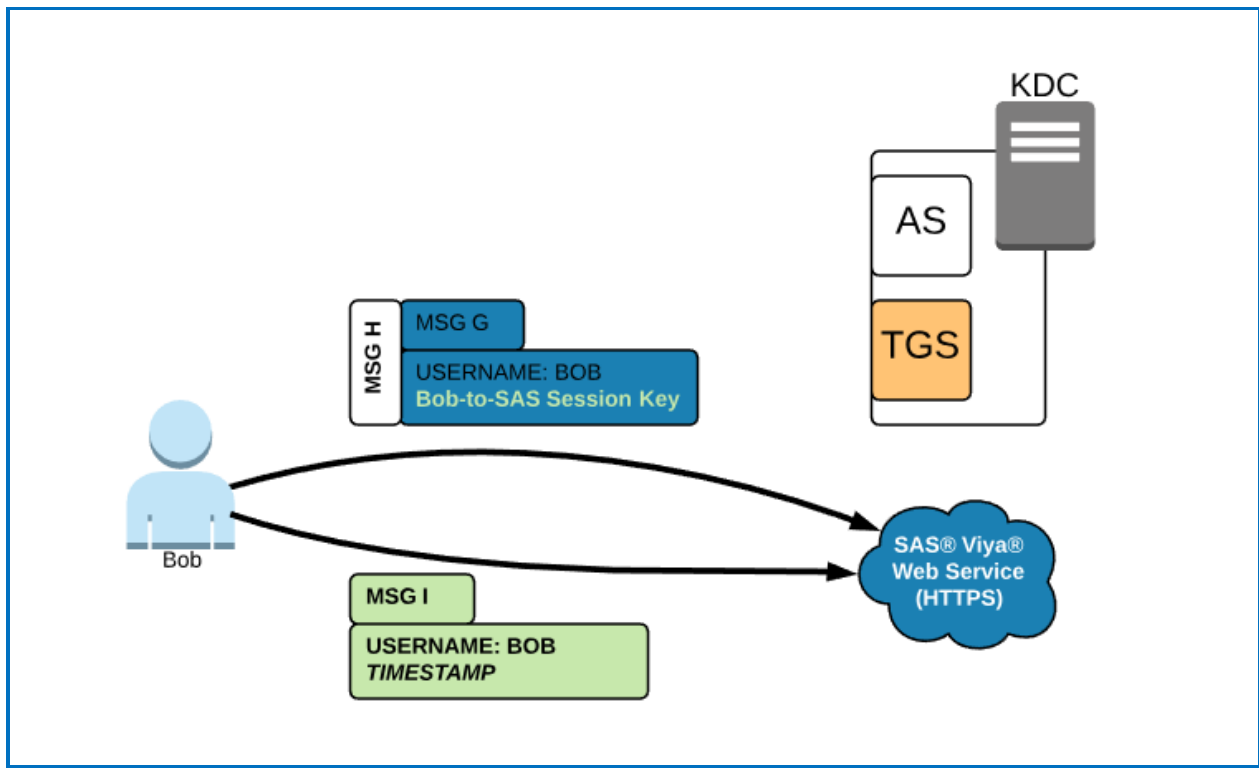 KDC
AS
TGS
MSG H
MSG G
USERNAME: BOB
Bob-to-SAS Session Key
Bob
SAS® Viya®
Web Service
(HTTPS)
MSG I
USERNAME: BOB
TIMESTAMP